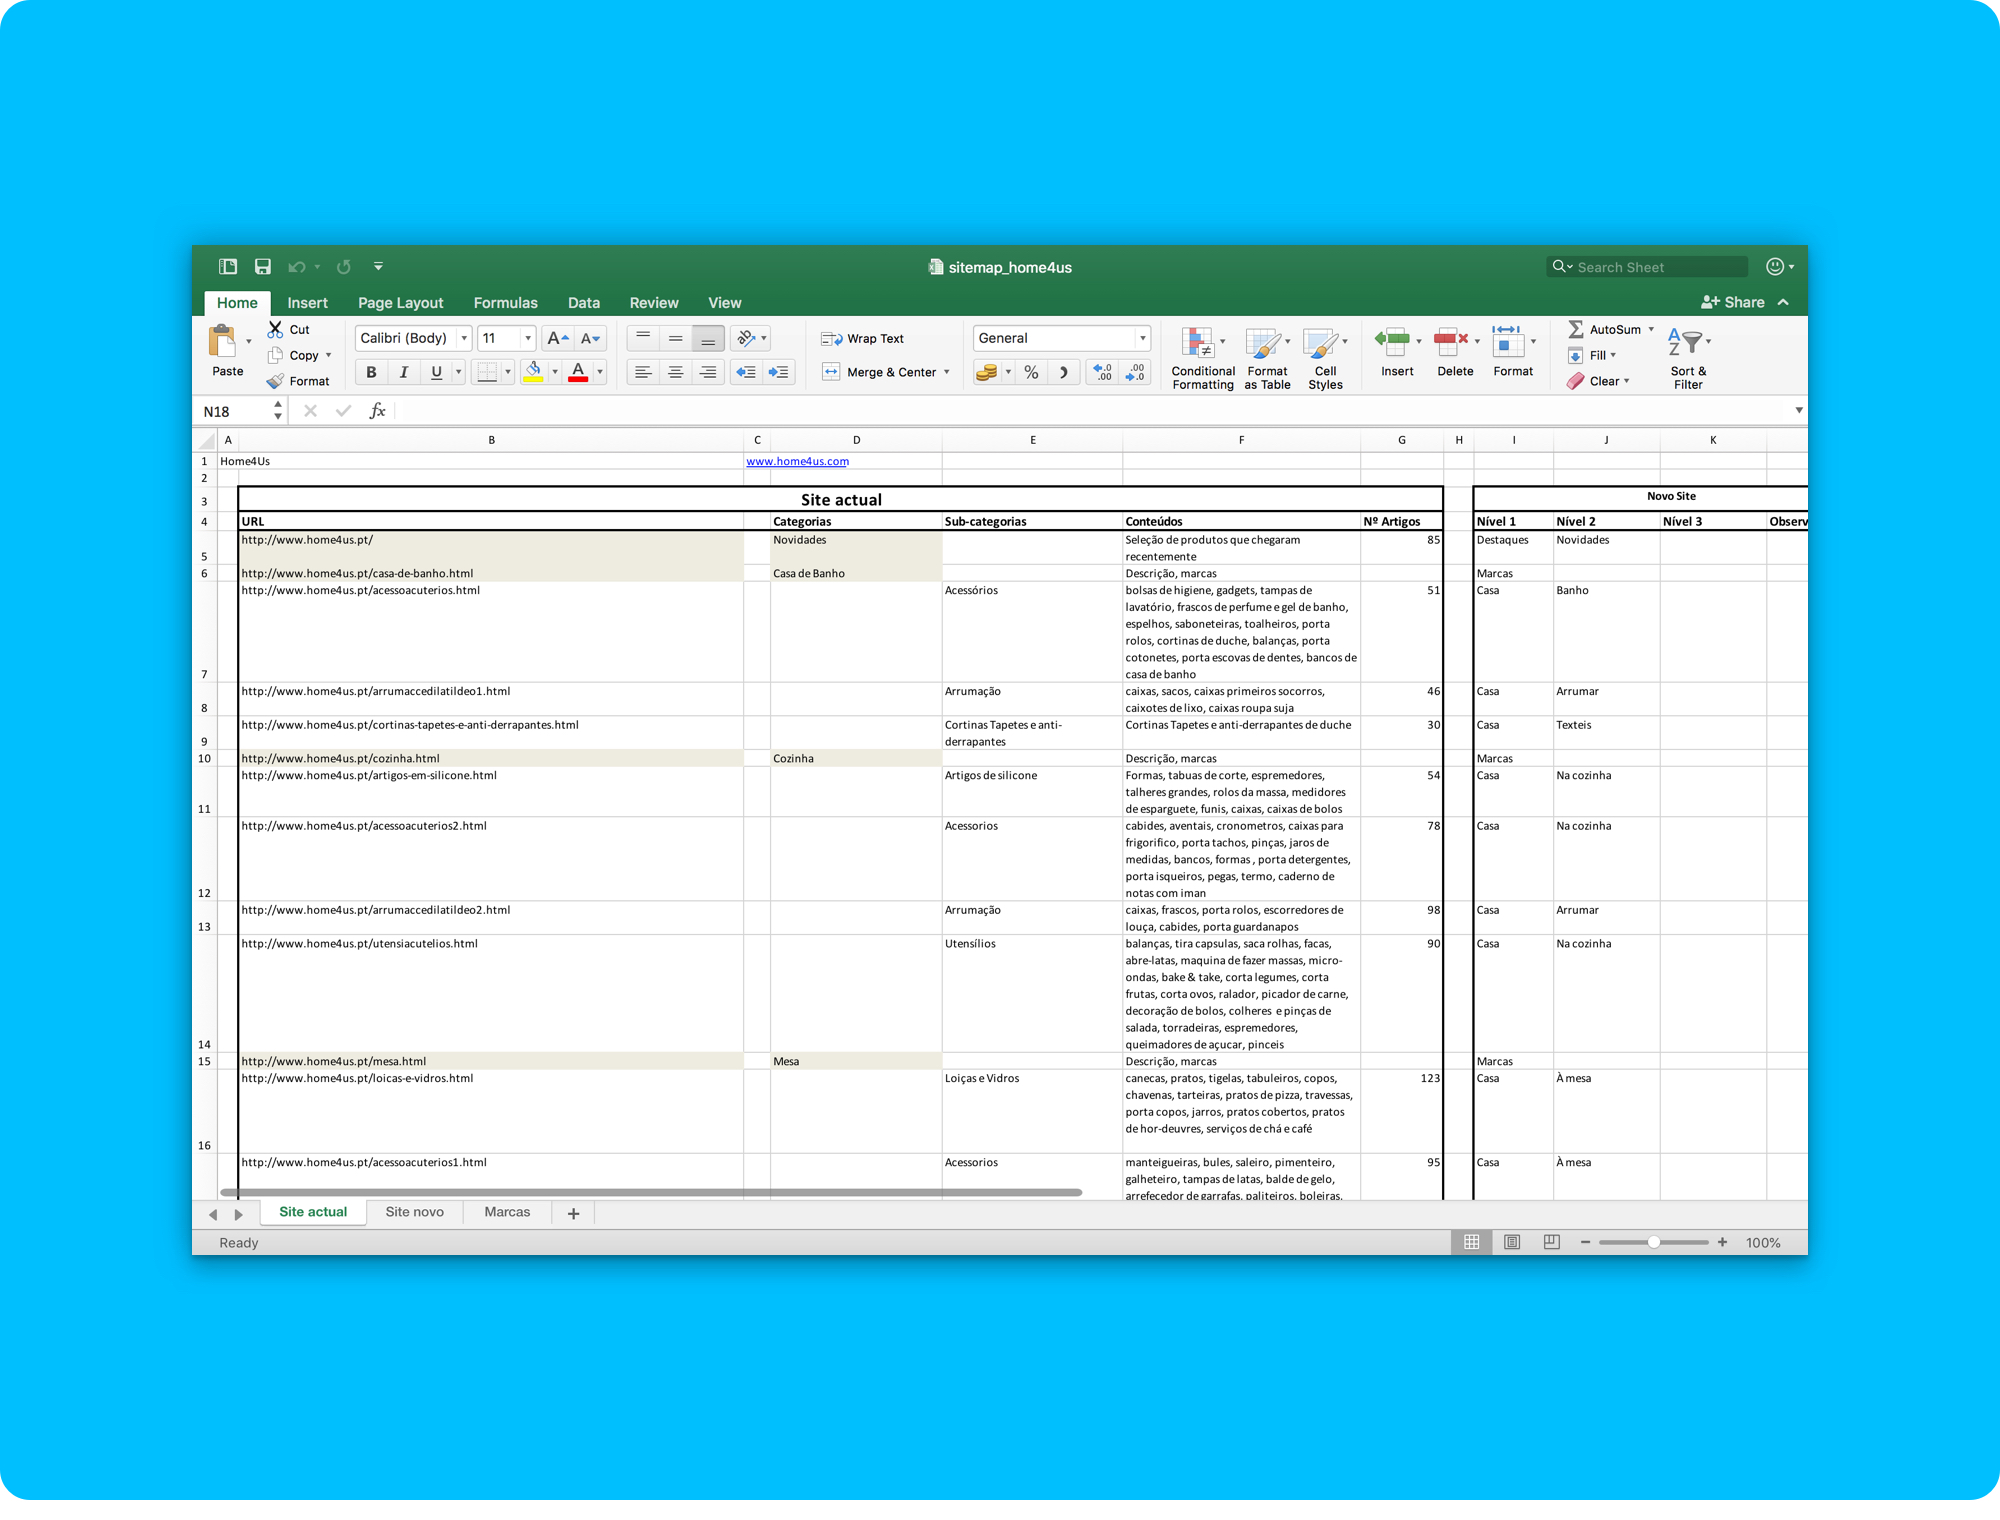 sitemap_home4us
Search Sheet
Home Insert Page Layout Formulas Data Review View
Share
Paste
Cut
Copy
Format
Calibri (Body) 11
B I U
Wrap Text
Merge & Center
General
Conditional Formatting
Format as Table
Cell Styles
Insert
Delete
Format
AutoSum
Fill
Clear
Sort & Filter
N18 fx
A B C D E F G H I J K
1 Home4Us www.home4us.com
2
3 Site actual Novo Site
4 URL Categorias Sub-categorias Conteúdos Nº Artigos Nível 1 Nível 2 Nível 3 Observ
http://www.home4us.pt/ Novidades Seleção de produtos que chegaram 85 Destaques Novidades
5 recentemente
6 http://www.home4us.pt/casa-de-banho.html Casa de Banho Descrição, marcas Marcas
http://www.home4us.pt/acessoacuterios.html Acessórios bolsas de higiene, gadgets, tampas de 51 Casa Banho
lavatório, frascos de perfume e gel de banho,
espelhos, saboneteiras, toalheiros, porta
rolos, cortinas de duche, balanças, porta
cotonetes, porta escovas de dentes, bancos de
7 casa de banho
http://www.home4us.pt/arrumaccedilatildeo1.html Arrumação caixas, sacos, caixas primeiros socorros, 46 Casa Arrumar
8 caixotes de lixo, caixas roupa suja
http://www.home4us.pt/cortinas-tapetes-e-anti-derrapantes.html Cortinas Tapetes e anti- Cortinas Tapetes e anti-derrapantes de duche 30 Casa Texteis
9 derrapantes
10 http://www.home4us.pt/cozinha.html Cozinha Descrição, marcas Marcas
http://www.home4us.pt/artigos-em-silicone.html Artigos de silicone Formas, tabuas de corte, espremedores, 54 Casa Na cozinha
talheres grandes, rolos da massa, medidores
11 de esparguete, funis, caixas, caixas de bolos
http://www.home4us.pt/acessoacuterios2.html Acessorios cabides, aventais, cronometros, caixas para 78 Casa Na cozinha
frigorifico, porta tachos, pinças, jaros de
medidas, bancos, formas , porta detergentes,
porta isqueiros, pegas, termo, caderno de
12 notas com iman
http://www.home4us.pt/arrumaccedilatildeo2.html Arrumação caixas, frascos, porta rolos, escorredores de 98 Casa Arrumar
13 louça, cabides, porta guardanapos
http://www.home4us.pt/utensiacutelios.html Utensílios balanças, tira capsulas, saca rolhas, facas, 90 Casa Na cozinha
abre-latas, maquina de fazer massas, micro-
ondas, bake & take, corta legumes, corta
frutas, corta ovos, ralador, picador de carne,
decoração de bolos, colheres e pinças de
salada, torradeiras, espremedores,
14 queimadores de açucar, pinceis
15 http://www.home4us.pt/mesa.html Mesa Descrição, marcas Marcas
http://www.home4us.pt/loicas-e-vidros.html Loiças e Vidros canecas, pratos, tigelas, tabuleiros, copos, 123 Casa À mesa
chavenas, tarteiras, pratos de pizza, travessas,
porta copos, jarros, pratos cobertos, pratos
de hor-deuvres, serviços de chá e café
16
http://www.home4us.pt/acessoacuterios1.html Acessorios manteigueiras, bules, saleiro, pimenteiro, 95 Casa À mesa
galheteiro, tampas de latas, balde de gelo,
arrefecedor de garrafas, paliteiros, boleiras,
Site actual Site novo Marcas +
Ready 100%